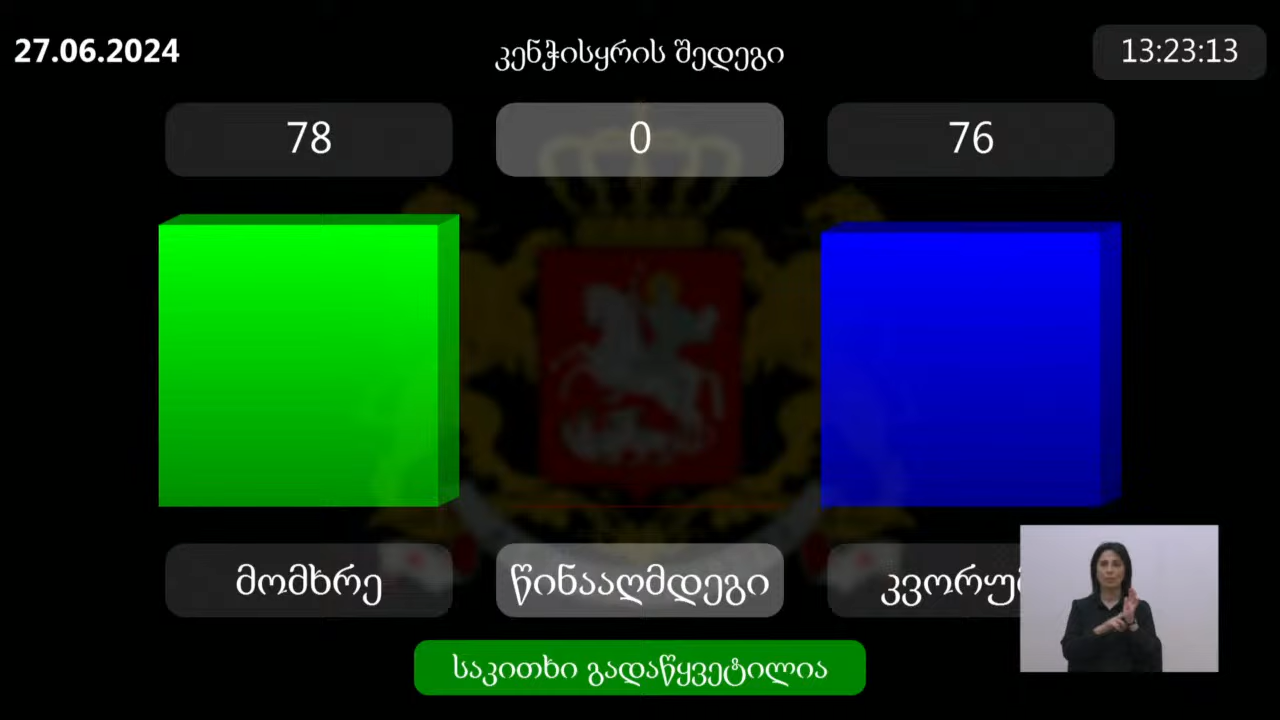 27.06.2024
კენჭისყრის შედეგი
13:23:13
78
0
76
მომხრე
წინააღმდეგი
საკითხი გადაწყვეტილია